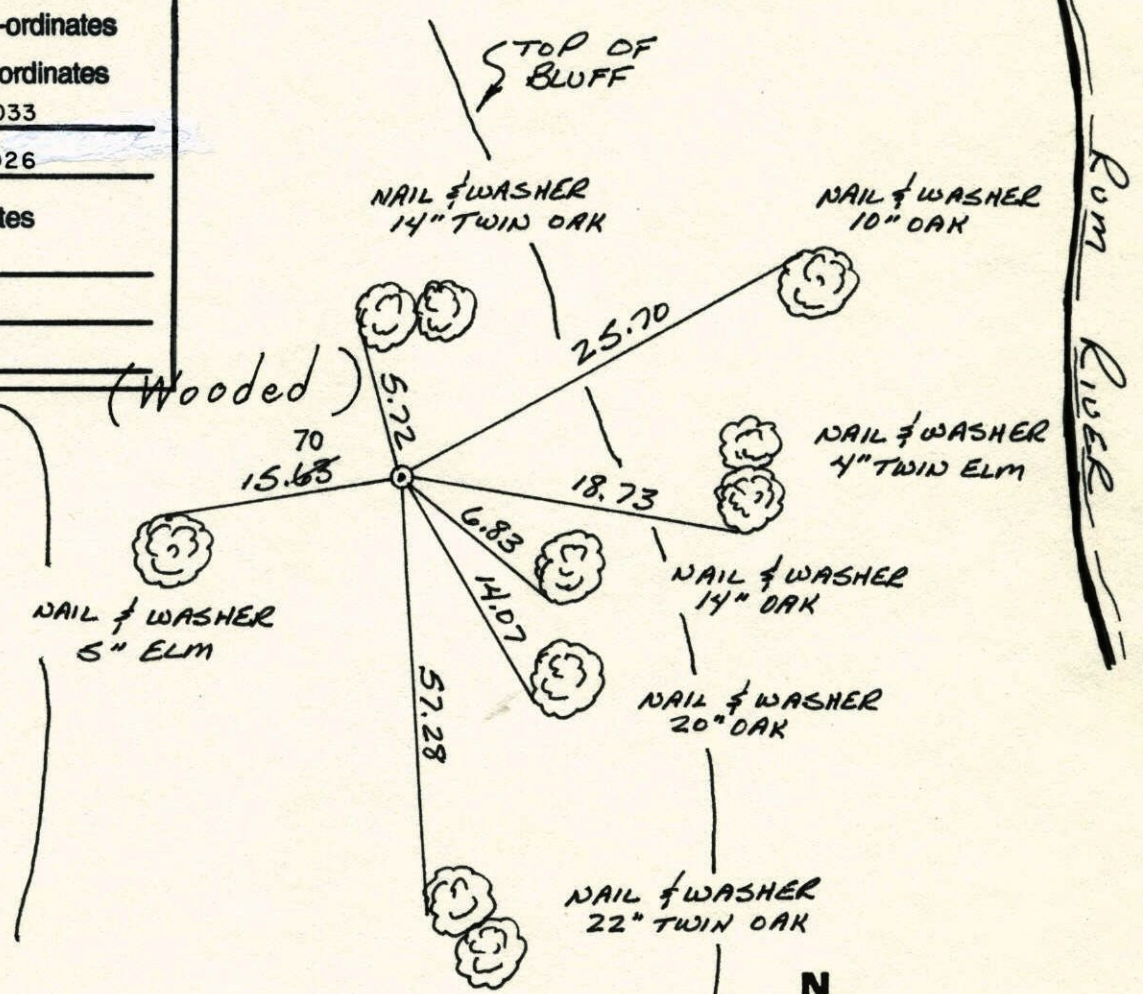 -ordinates
ordinates
033
026
tes
TOP OF
BLUFF
NAIL & WASHER
14" TWIN OAK
NAIL & WASHER
10" OAK
Rum RIVER
25.70
(Wooded)
5.72
70
15.63
NAIL & WASHER
4" TWIN ELM
18.73
6.83
NAIL & WASHER
14" OAK
14.07
NAIL & WASHER
5" ELM
57.28
NAIL & WASHER
20" OAK
NAIL & WASHER
22" TWIN OAK
N